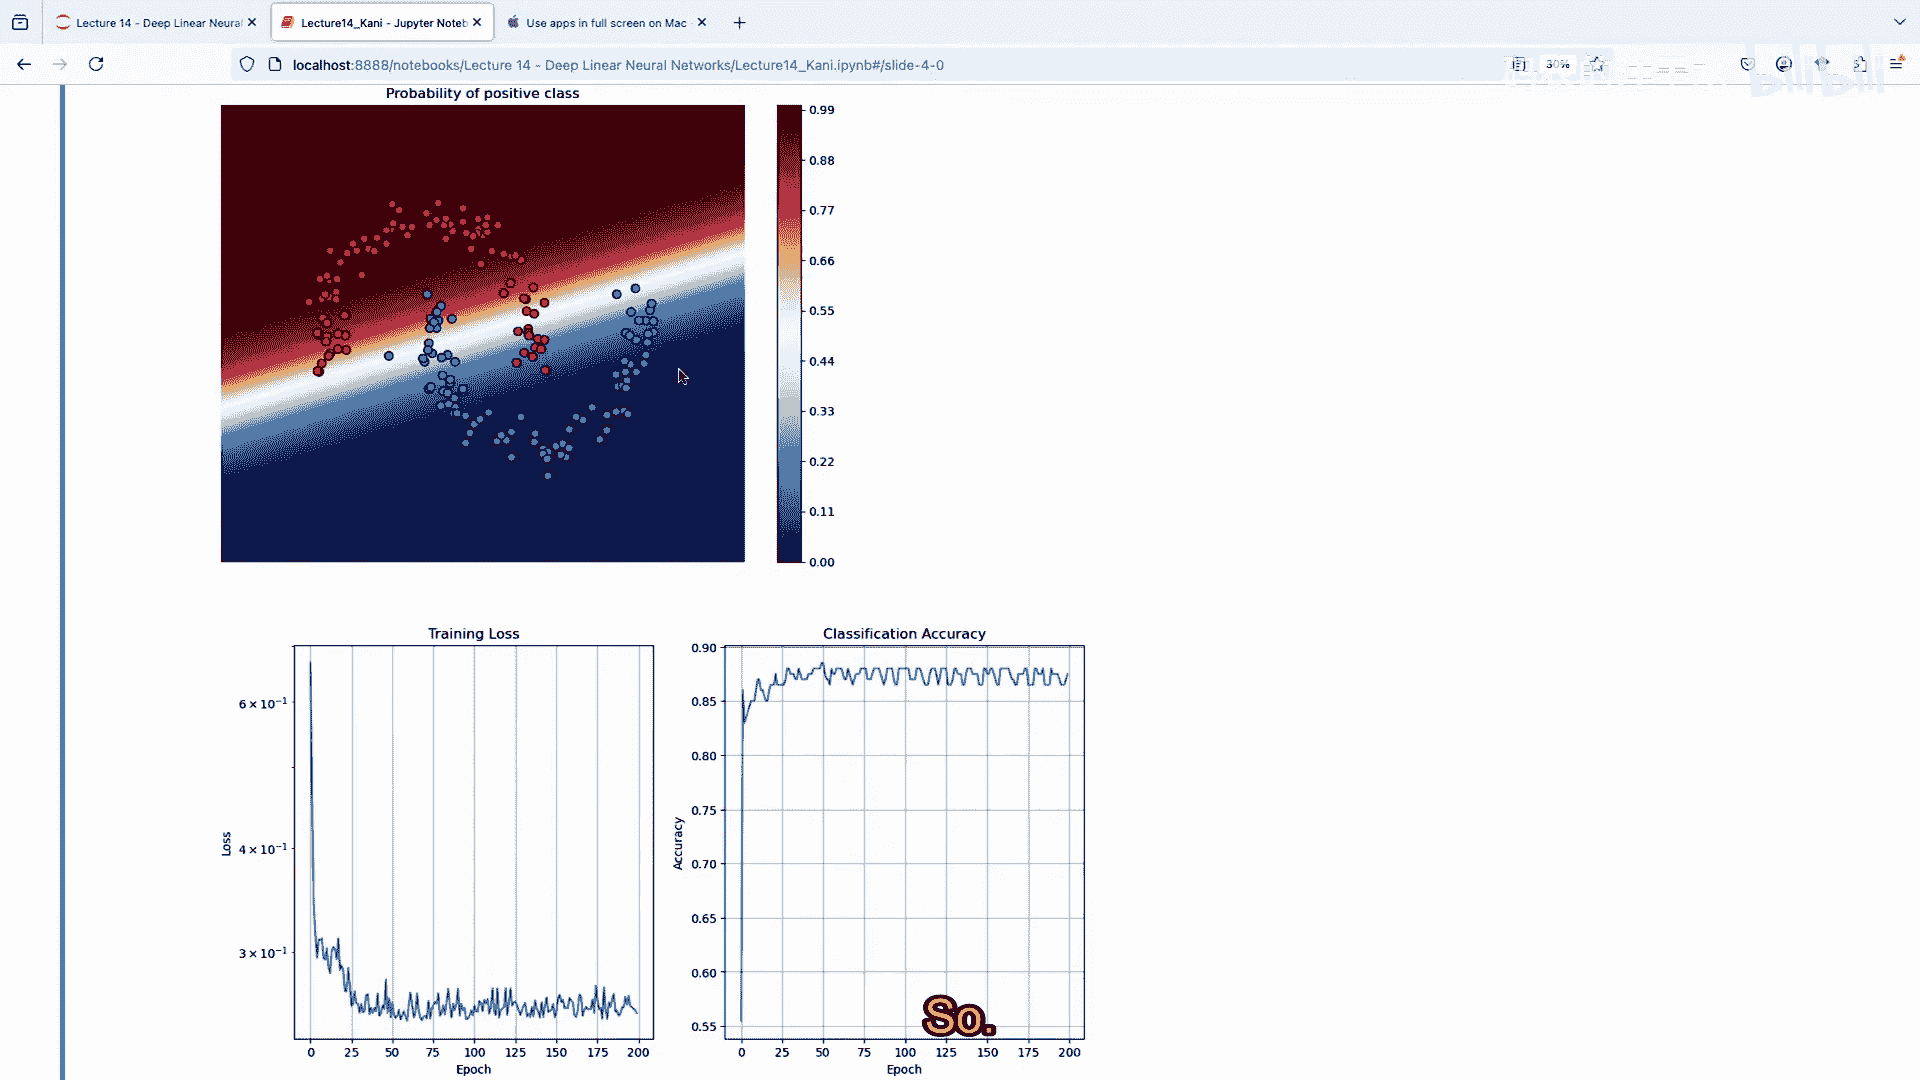 Lecture 14 - Deep Linear Neural
Lecture14_Kani - Jupyter Noteb
Use apps in full screen on Mac
localhost:8888/notebooks/Lecture 14 - Deep Linear Neural Networks/Lecture14_Kani.ipynb#/slide-4-0
30%
Probability of positive class
0.99
0.88
0.77
0.66
0.55
0.44
0.33
0.22
0.11
0.00
Training Loss
6 × 10⁻¹
4 × 10⁻¹
3 × 10⁻¹
Loss
0 25 50 75 100 125 150 175 200
Epoch
Classification Accuracy
0.90
0.85
0.80
0.75
0.70
0.65
0.60
0.55
Accuracy
0 25 50 75 100 125 150 175 200
Epoch
So.